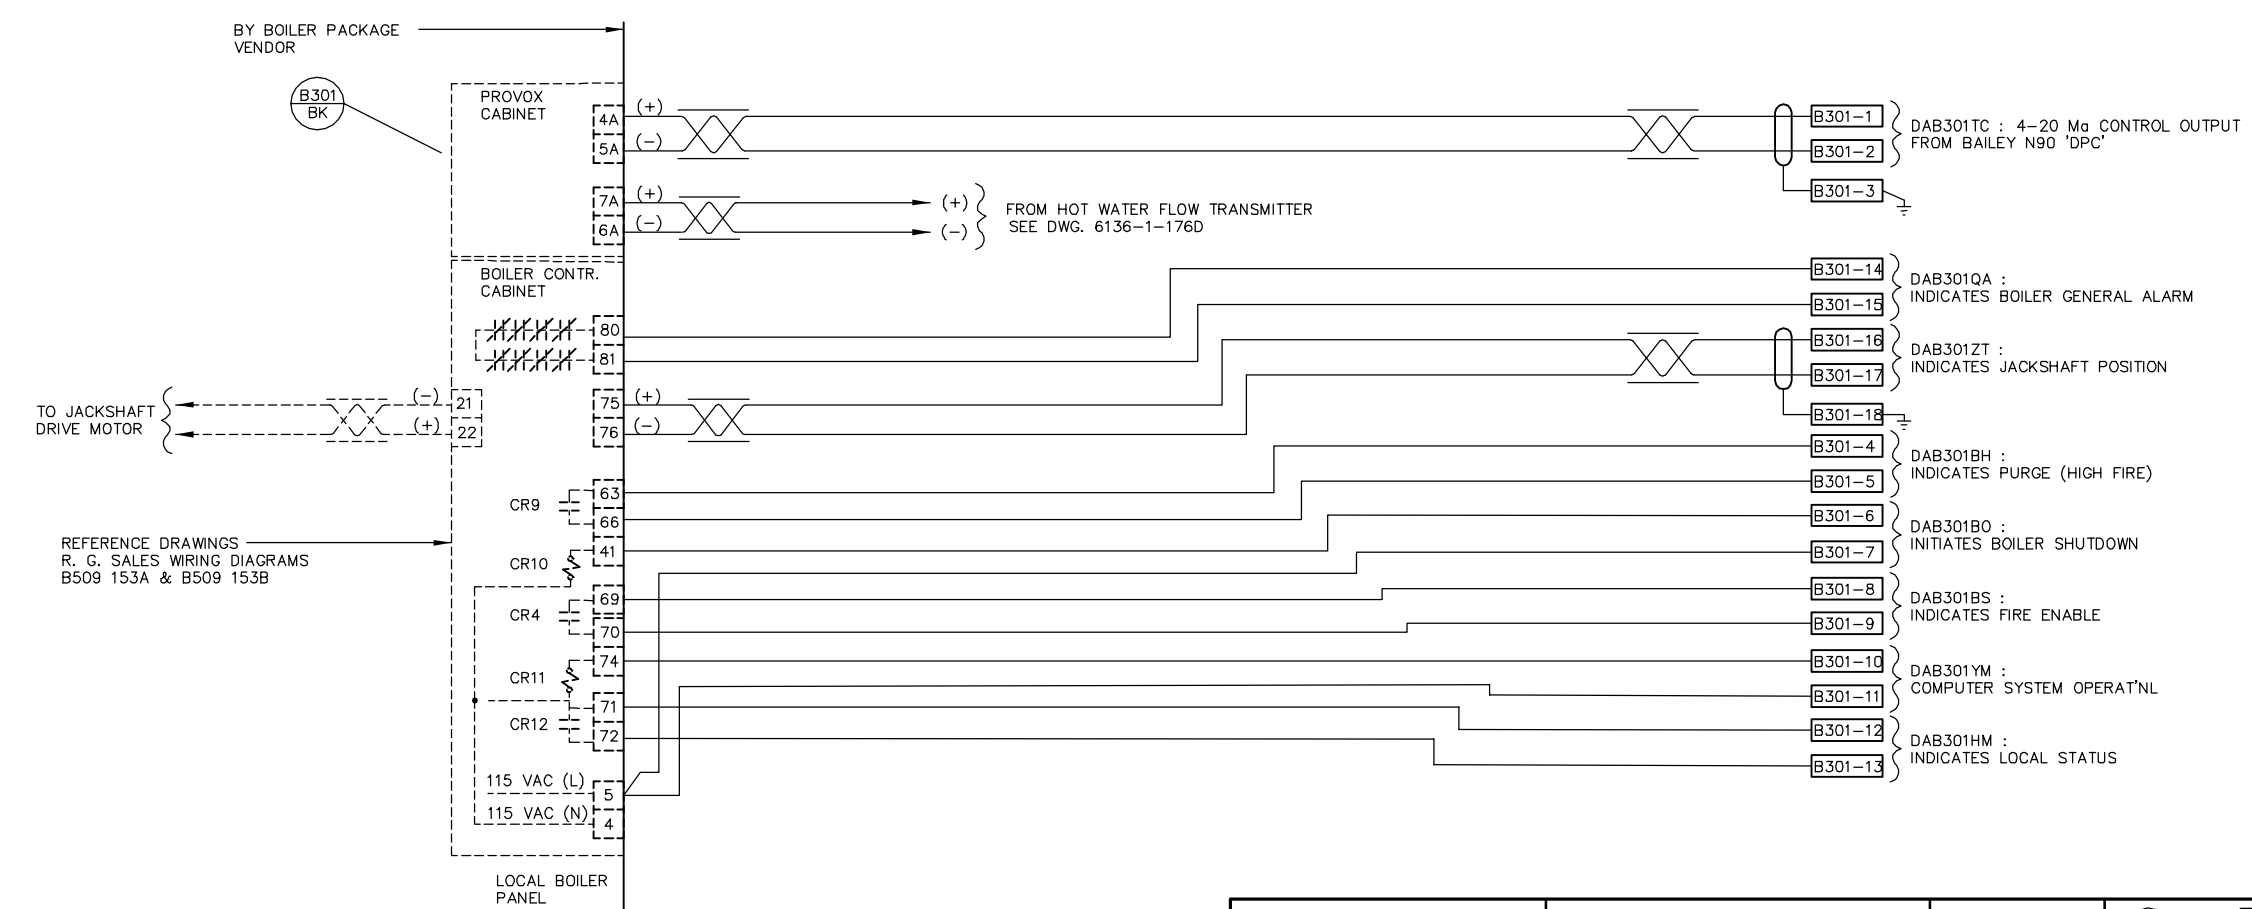 BY BOILER PACKAGE
VENDOR
B301
BK
PROVOX
CABINET
4A
(+)
5A
(-)
7A
(+)
6A
(-)
(+)
(-)
FROM HOT WATER FLOW TRANSMITTER
SEE DWG. 6136-1-176D
B301-1
B301-2
B301-3
DAB301TC : 4-20 Ma CONTROL OUTPUT
FROM BAILEY N90 'DPC'
BOILER CONTR.
CABINET
80
81
75
(+)
76
(-)
TO JACKSHAFT
DRIVE MOTOR
(-)
21
(+)
22
B301-14
B301-15
DAB301QA :
INDICATES BOILER GENERAL ALARM
B301-16
B301-17
B301-18
DAB301ZT :
INDICATES JACKSHAFT POSITION
REFERENCE DRAWINGS
R. G. SALES WIRING DIAGRAMS
B509 153A & B509 153B
CR9
63
66
CR10
41
CR4
69
70
CR11
74
CR12
71
72
115 VAC (L)
5
115 VAC (N)
4
B301-4
B301-5
DAB301BH :
INDICATES PURGE (HIGH FIRE)
B301-6
B301-7
DAB301BO :
INITIATES BOILER SHUTDOWN
B301-8
B301-9
DAB301BS :
INDICATES FIRE ENABLE
B301-10
B301-11
DAB301YM :
COMPUTER SYSTEM OPERAT'NL
B301-12
B301-13
DAB301HM :
INDICATES LOCAL STATUS
LOCAL BOILER
PANEL